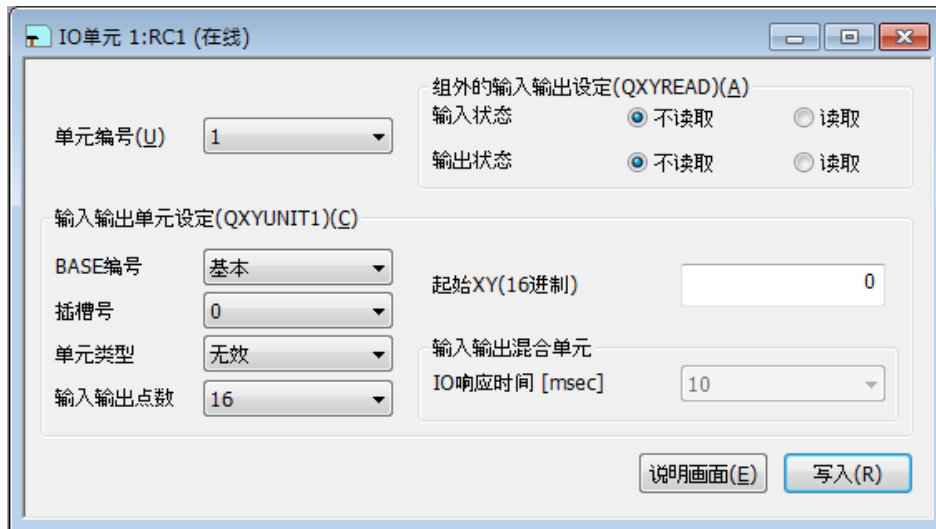 IO单元 1:RC1 (在线)
单元编号(U) 1
组外的输入输出设定(QXYREAD)(A)
输入状态 不读取 读取
输出状态 不读取 读取
输入输出单元设定(QXYUNIT1)(C)
BASE编号 基本
插槽号 0
单元类型 无效
输入输出点数 16
起始XY(16进制) 0
输入输出混合单元
IO响应时间 [msec] 10
说明画面(E) 写入(R)